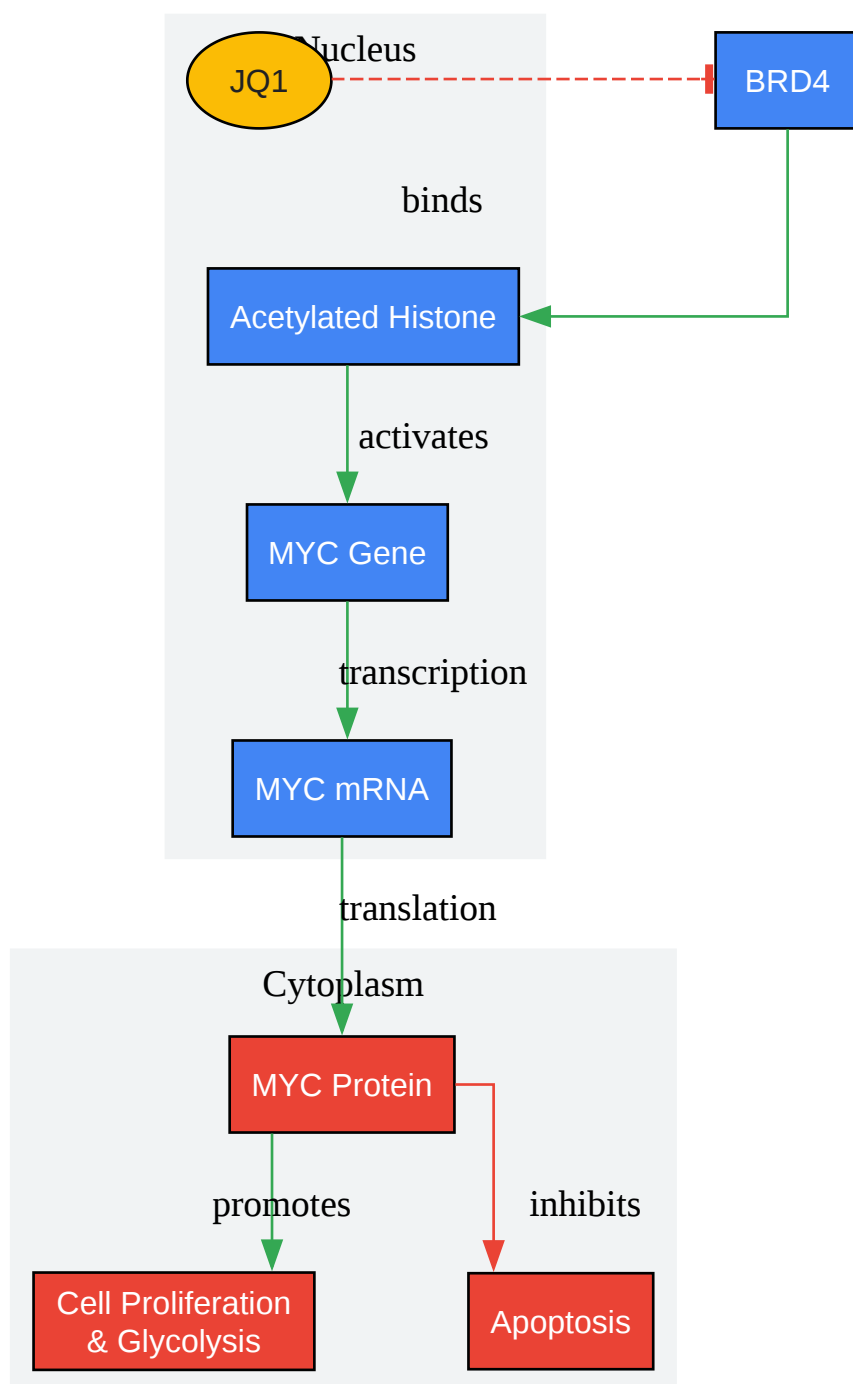 Nucleus
JQ1
BRD4
binds
Acetylated Histone
activates
MYC Gene
transcription
MYC mRNA
translation
Cytoplasm
MYC Protein
promotes
inhibits
Cell Proliferation
& Glycolysis
Apoptosis